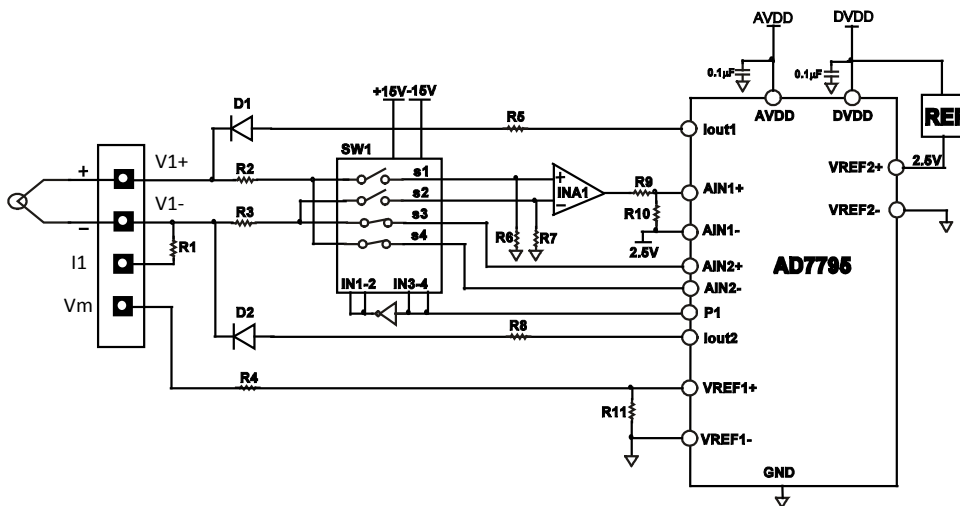 AVDD
DVDD
0.1µF
0.1µF
REF
+15V
-15V
D1
R5
Iout1
AVDD
DVDD
SW1
V1+
R2
s1
+
INA1
−
R9
AIN1+
VREF2+
2.5V
+
V1-
s2
−
R3
s3
R6
R7
R10
AIN1-
VREF2-
R1
s4
2.5V
I1
AIN2+
AD7795
IN1-2
IN3-4
AIN2-
Vm
P1
D2
R8
Iout2
R4
VREF1+
R11
VREF1-
GND